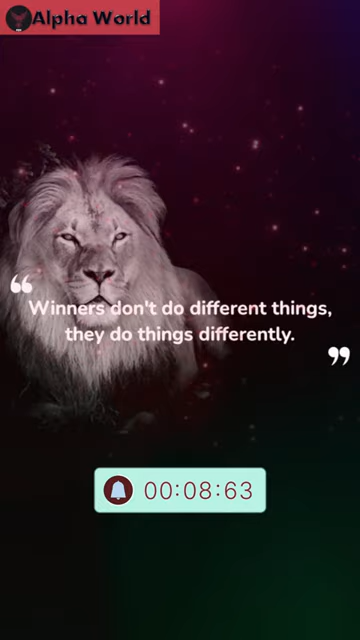 Alpha World
“
Winners don't do different things,
they do things differently.
”
00:08:63